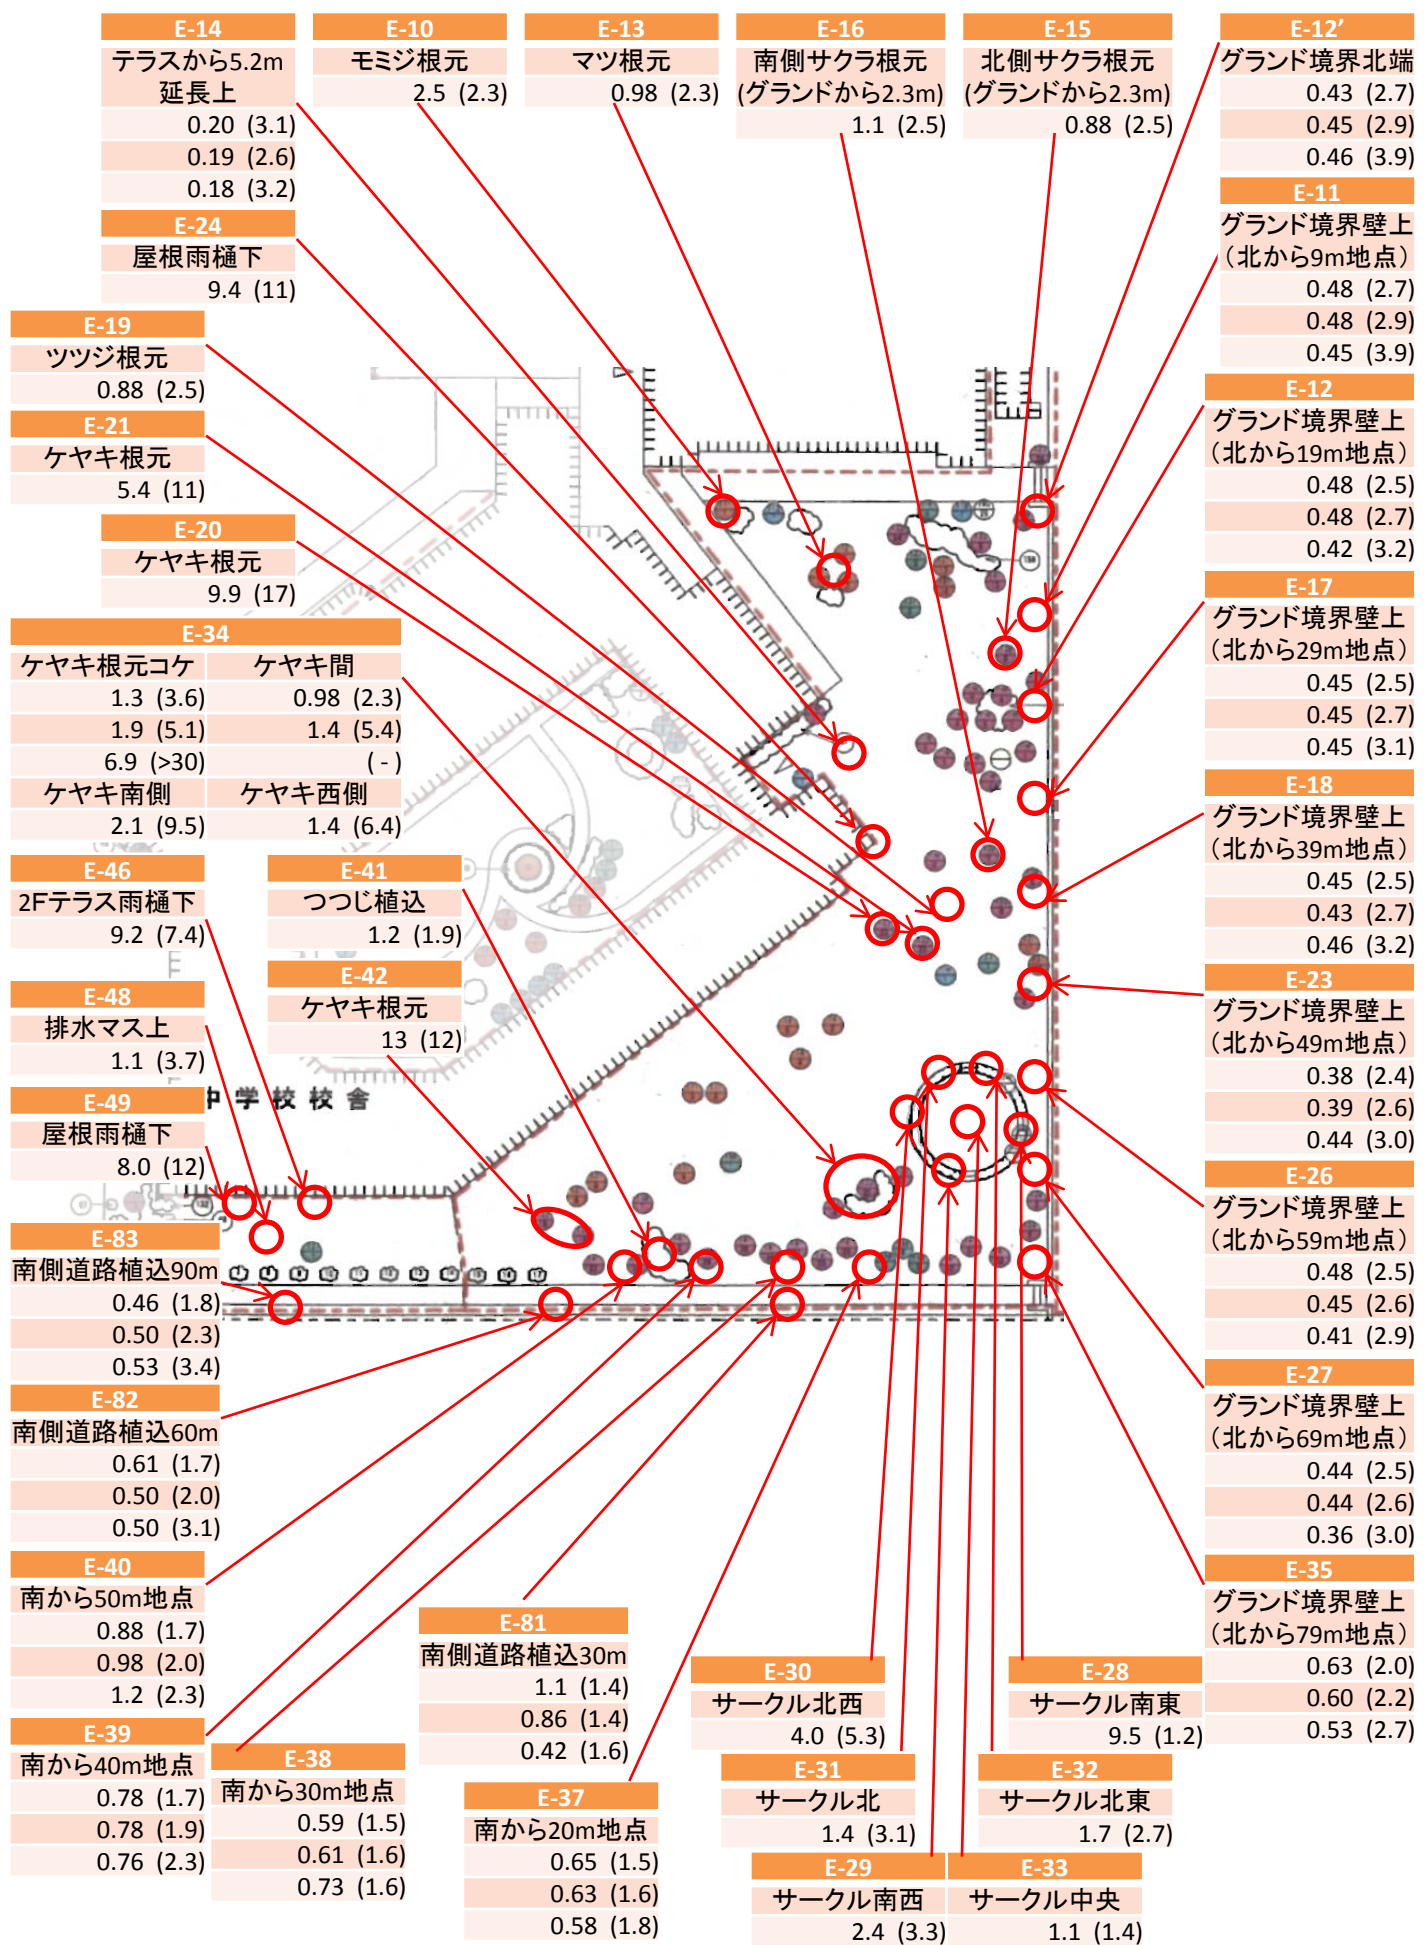 E-14
テラスから5.2m
延長上
0.20 (3.1)
0.19 (2.6)
0.18 (3.2)
E-10
モミジ根元
2.5 (2.3)
E-13
マツ根元
0.98 (2.3)
E-16
南側サクラ根元
(グランドから2.3m)
1.1 (2.5)
E-15
北側サクラ根元
(グランドから2.3m)
0.88 (2.5)
E-12’
グランド境界北端
0.43 (2.7)
0.45 (2.9)
0.46 (3.9)
E-11
グランド境界壁上
（北から9m地点）
0.48 (2.7)
0.48 (2.9)
0.45 (3.9)
E-24
屋根雨樋下
9.4 (11)
E-19
ツツジ根元
0.88 (2.5)
E-21
ケヤキ根元
5.4 (11)
E-20
ケヤキ根元
9.9 (17)
E-12
グランド境界壁上
（北から19m地点）
0.48 (2.5)
0.48 (2.7)
0.42 (3.2)
E-17
グランド境界壁上
（北から29m地点）
0.45 (2.5)
0.45 (2.7)
0.45 (3.1)
E-34
ケヤキ根元コケ ケヤキ間
1.3 (3.6) 0.98 (2.3)
1.9 (5.1) 1.4 (5.4)
6.9 (>30) ( - )
ケヤキ南側 ケヤキ西側
2.1 (9.5) 1.4 (6.4)
E-18
グランド境界壁上
（北から39m地点）
0.45 (2.5)
0.43 (2.7)
0.46 (3.2)
E-46
2Fテラス雨樋下
9.2 (7.4)
E-41
つつじ植込
1.2 (1.9)
E-42
ケヤキ根元
13 (12)
E-48
排水マス上
1.1 (3.7)
E-23
グランド境界壁上
（北から49m地点）
0.38 (2.4)
0.39 (2.6)
0.44 (3.0)
中学校校舎
E-49
屋根雨樋下
8.0 (12)
E-26
グランド境界壁上
（北から59m地点）
0.48 (2.5)
0.45 (2.6)
0.41 (2.9)
E-83
南側道路植込90m
0.46 (1.8)
0.50 (2.3)
0.53 (3.4)
E-82
南側道路植込60m
0.61 (1.7)
0.50 (2.0)
0.50 (3.1)
E-27
グランド境界壁上
（北から69m地点）
0.44 (2.5)
0.44 (2.6)
0.36 (3.0)
E-40
南から50m地点
0.88 (1.7)
0.98 (2.0)
1.2 (2.3)
E-35
グランド境界壁上
（北から79m地点）
0.63 (2.0)
0.60 (2.2)
0.53 (2.7)
E-81
南側道路植込30m
1.1 (1.4)
0.86 (1.4)
0.42 (1.6)
E-30
サークル北西
4.0 (5.3)
E-28
サークル南東
9.5 (1.2)
E-39
南から40m地点
0.78 (1.7)
0.78 (1.9)
0.76 (2.3)
E-38
南から30m地点
0.59 (1.5)
0.61 (1.6)
0.73 (1.6)
E-37
南から20m地点
0.65 (1.5)
0.63 (1.6)
0.58 (1.8)
E-31
サークル北
1.4 (3.1)
E-32
サークル北東
1.7 (2.7)
E-29
サークル南西
2.4 (3.3)
E-33
サークル中央
1.1 (1.4)